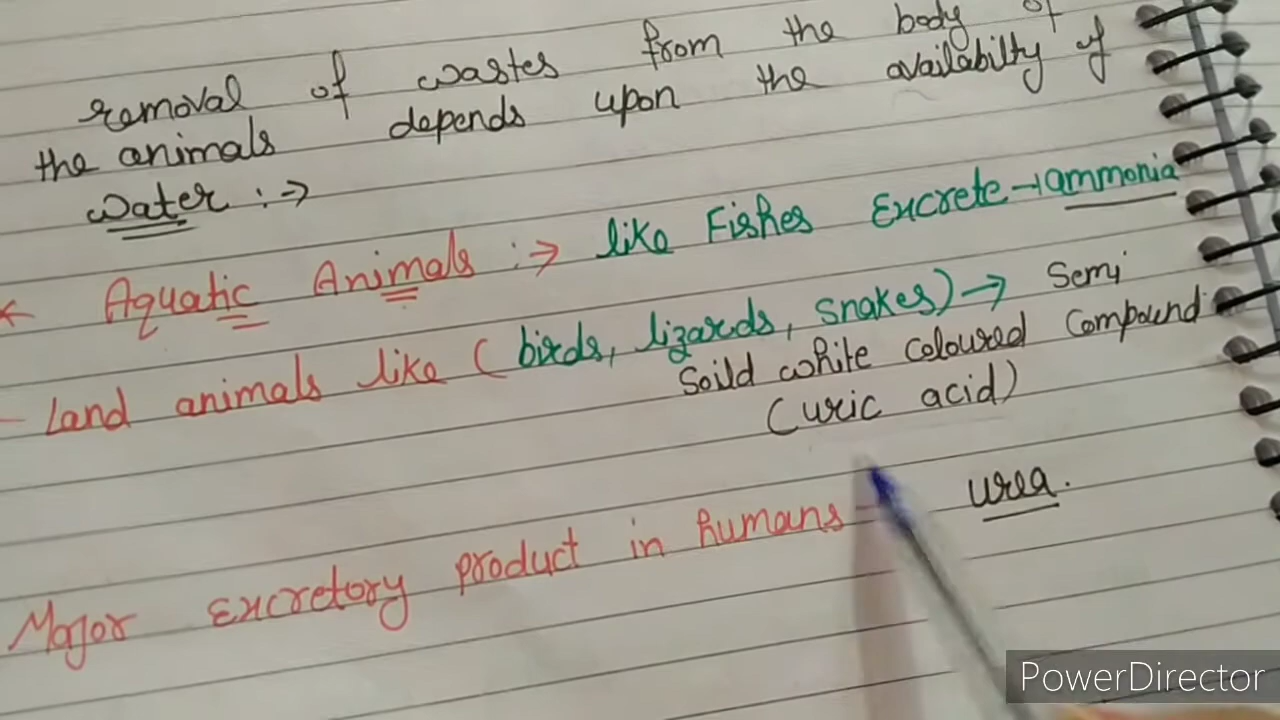 removal of wastes from the body of
the animals depends upon the availabilty of
water :->
Aquatic Animals :-> like Fishes Excrete -> ammonia
- Land animals like ( birds, lizards, snakes) -> Semi
Soild white coloured compound
(uric acid)
Major excretory product in humans - urea.
PowerDirector